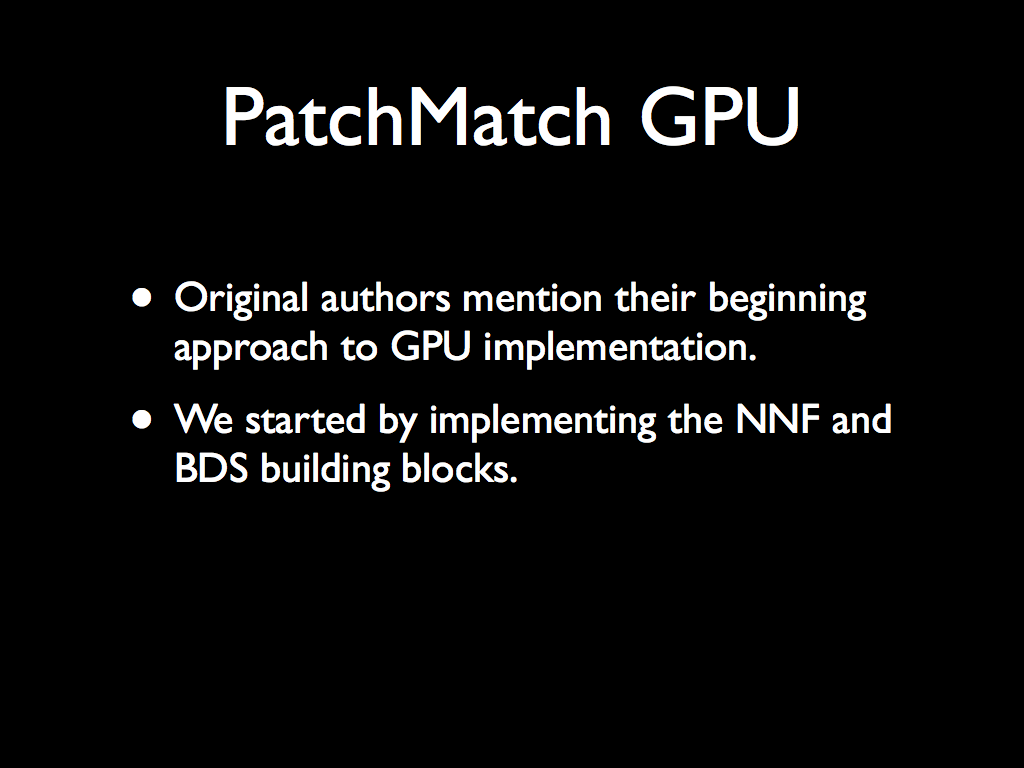 PatchMatch GPU
• Original authors mention their beginning
approach to GPU implementation.
• We started by implementing the NNF and
BDS building blocks.